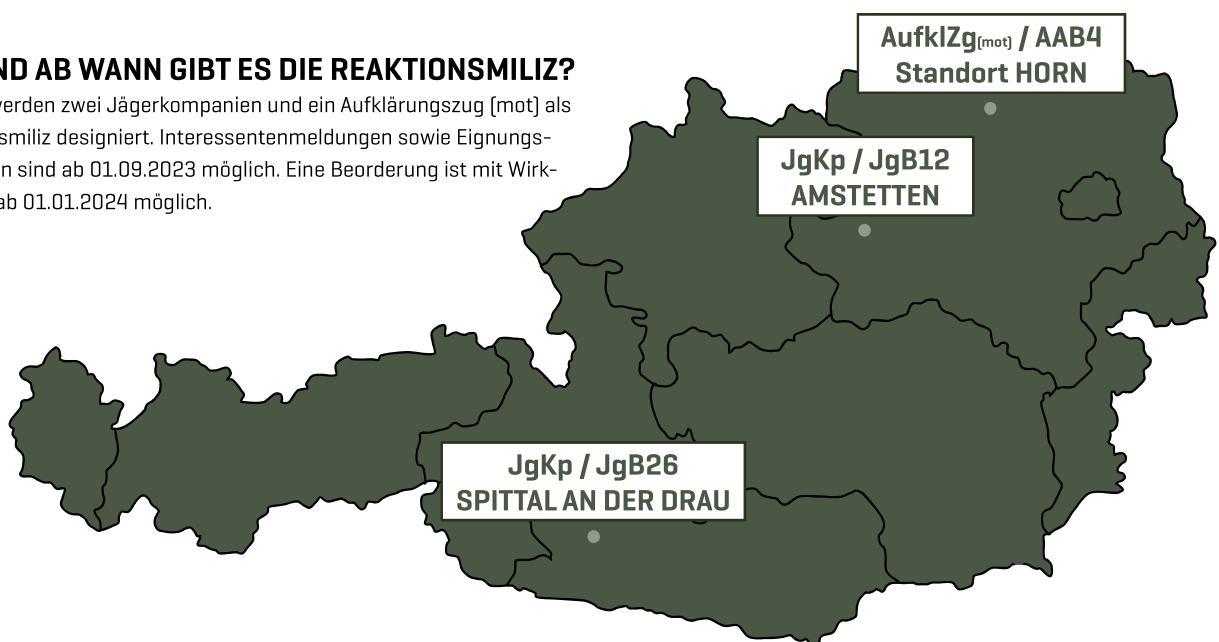 ND AB WANN GIBT ES DIE REAKTIONSMILIZ?
werden zwei Jägerkompanien und ein Aufklärungszug (mot) als
smiliz designiert. Interessentenmeldungen sowie Eignungs-
n sind ab 01.09.2023 möglich. Eine Beorderung ist mit Wirk-
ab 01.01.2024 möglich.
AufklZg(mot) / AAB4
Standort HORN
JgKp / JgB12
AMSTETTEN
JgKp / JgB26
SPITTAL AN DER DRAU